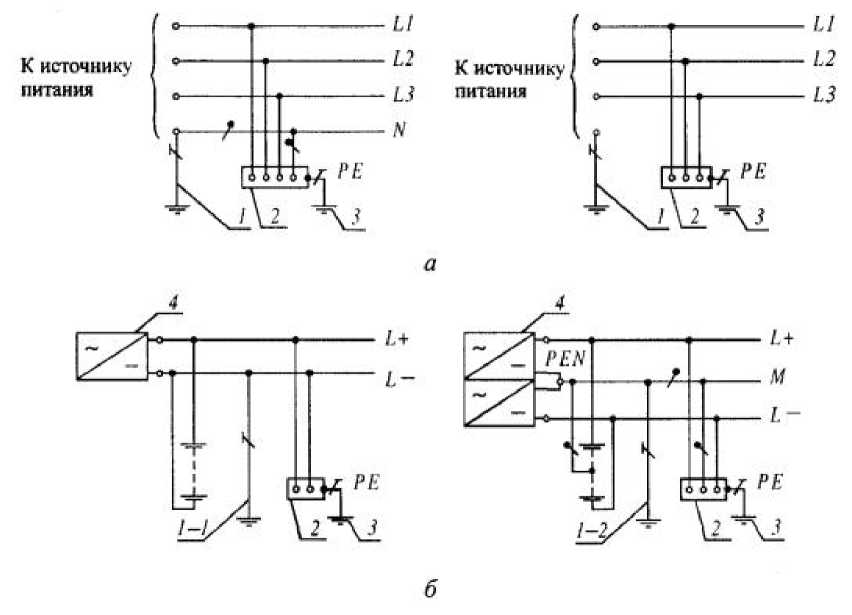 К источнику
питания
L1
L2
L3
N
PE
1
2
3
К источнику
питания
L1
L2
L3
PE
1
2
3
а
4
~
–
L+
L–
PE
1–1
2
3
4
~
–
~
–
PEN
L+
M
L–
PE
1–2
2
3
б